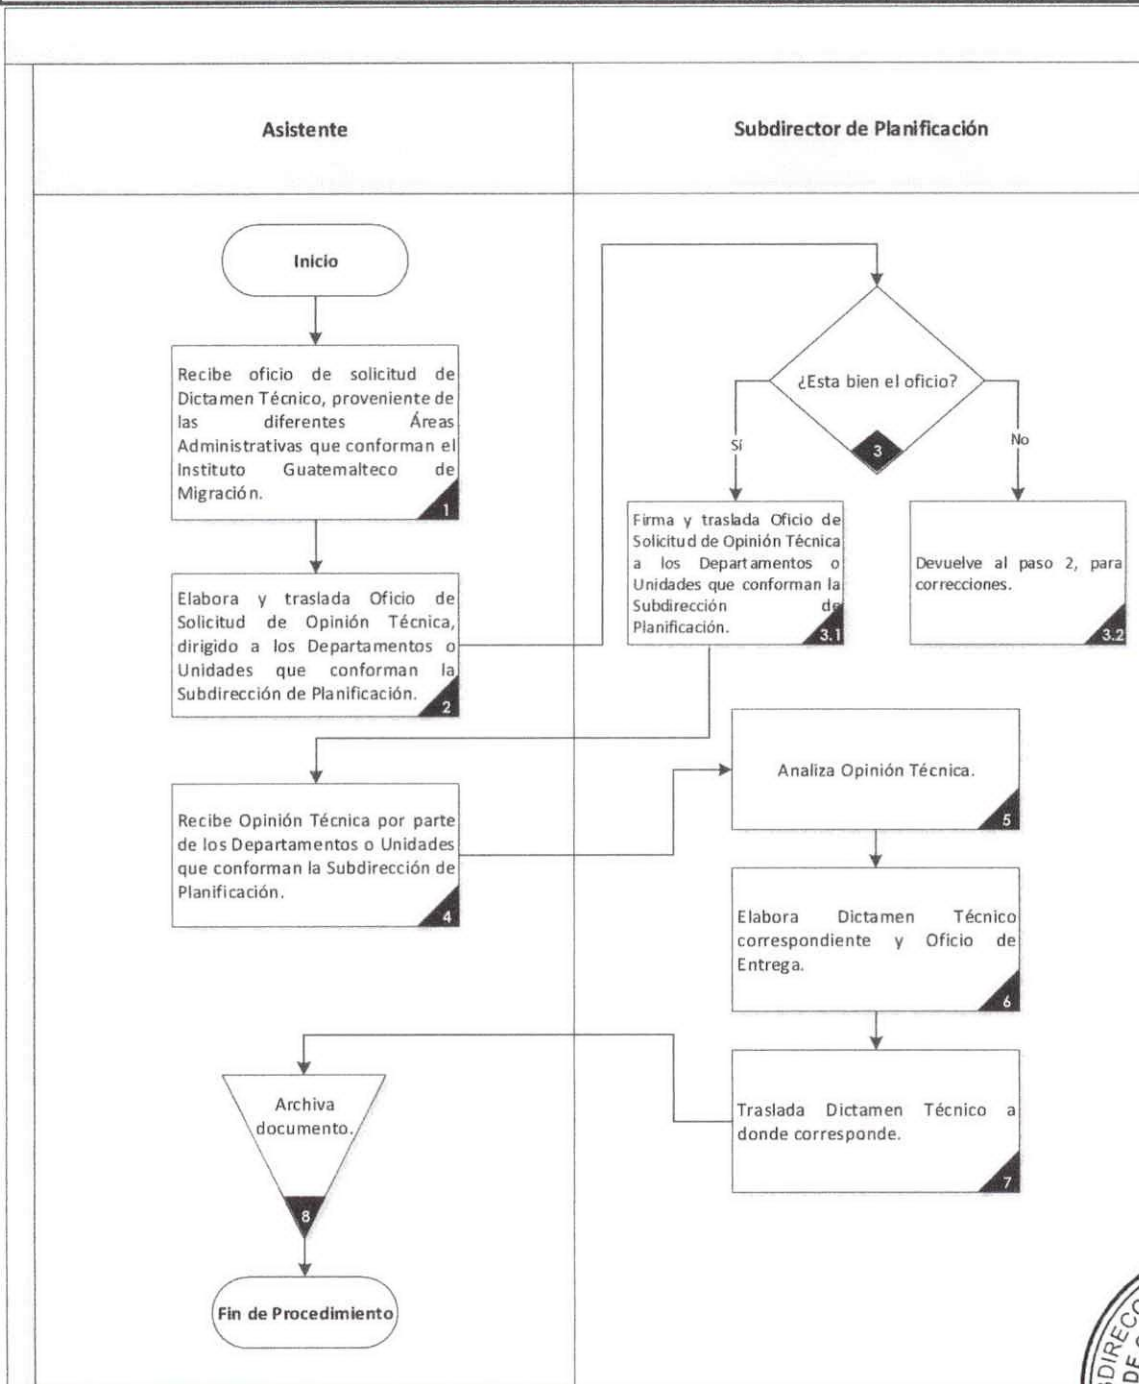 Asistente
Subdirector de Planificación
Inicio
Recibe oficio de solicitud de
Dictamen Técnico, proveniente de
las diferentes Áreas
Administrativas que conforman el
Instituto Guatemalteco de
Migración.
1
Elabora y traslada Oficio de
Solicitud de Opinión Técnica,
dirigido a los Departamentos o
Unidades que conforman la
Subdirección de Planificación.
2
¿Esta bien el oficio?
3
Sí
No
Firma y traslada Oficio de
Solicitud de Opinión Técnica
a los Departamentos o
Unidades que conforman la
Subdirección de
Planificación.
3.1
Devuelve al paso 2, para
correcciones.
3.2
Recibe Opinión Técnica por parte
de los Departamentos o Unidades
que conforman la Subdirección de
Planificación.
4
Analiza Opinión Técnica.
5
Elabora Dictamen Técnico
correspondiente y Oficio de
Entrega.
6
Traslada Dictamen Técnico a
donde corresponde.
7
Archiva
documento.
8
Fin de Procedimiento
DE